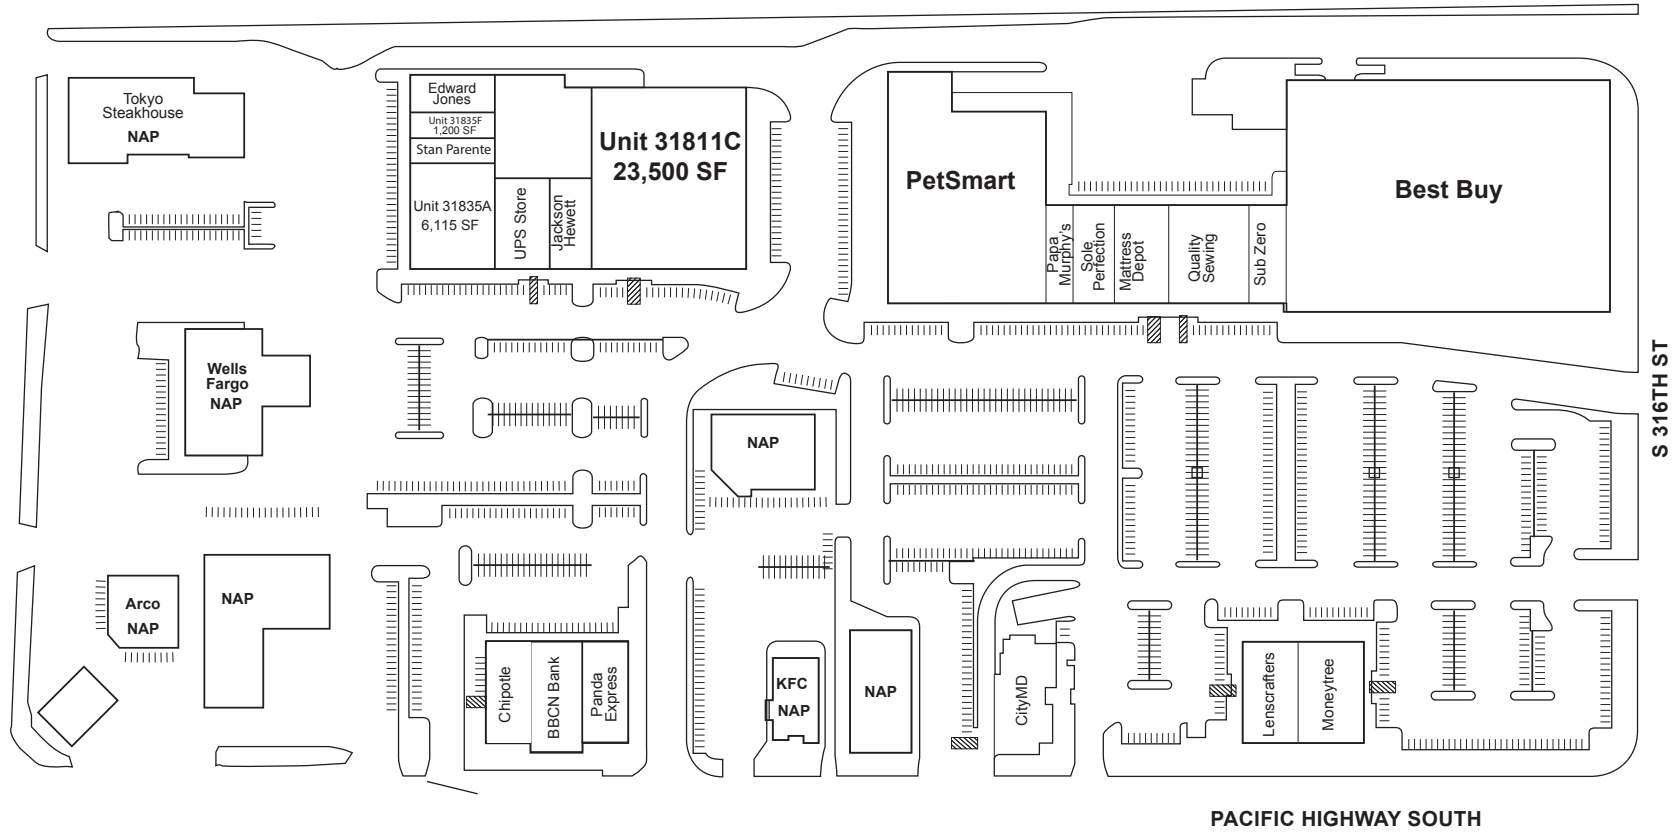 Tokyo
Steakhouse
NAP
Edward
Jones
Unit 31835F
1,200 SF
Stan Parente
Unit 31835A
6,115 SF
UPS Store
Jackson
Hewett
Unit 31811C
23,500 SF
PetSmart
Papa
Murphy's
Sole
Perfection
Mattress
Depot
Quality
Sewing
Sub Zero
Best Buy
S 316TH ST
Wells
Fargo
NAP
NAP
Arco
NAP
NAP
Chipotle
BBCN Bank
Panda
Express
KFC
NAP
NAP
CityMD
Lenscrafters
Moneytree
PACIFIC HIGHWAY SOUTH